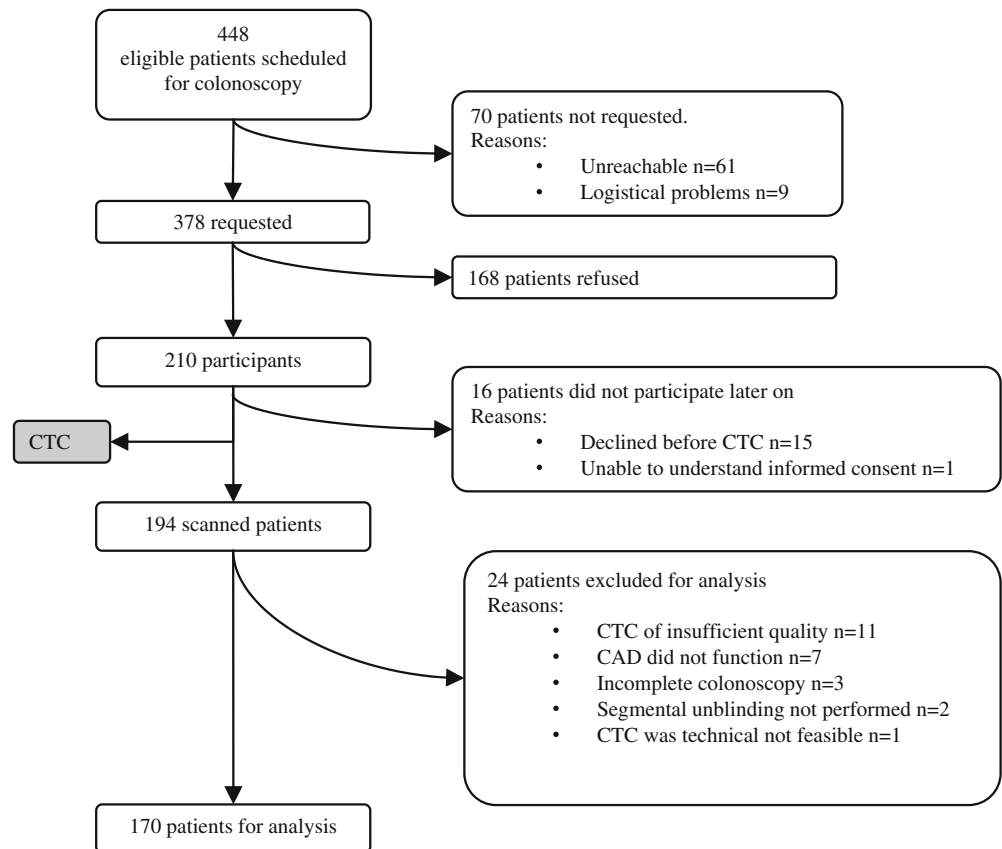 448
eligible patients scheduled
for colonoscopy
70 patients not requested.
Reasons:
• Unreachable n=61
• Logistical problems n=9
378 requested
168 patients refused
210 participants
16 patients did not participate later on
Reasons:
• Declined before CTC n=15
• Unable to understand informed consent n=1
CTC
194 scanned patients
24 patients excluded for analysis
Reasons:
• CTC of insufficient quality n=11
• CAD did not function n=7
• Incomplete colonoscopy n=3
• Segmental unblinding not performed n=2
• CTC was technical not feasible n=1
170 patients for analysis